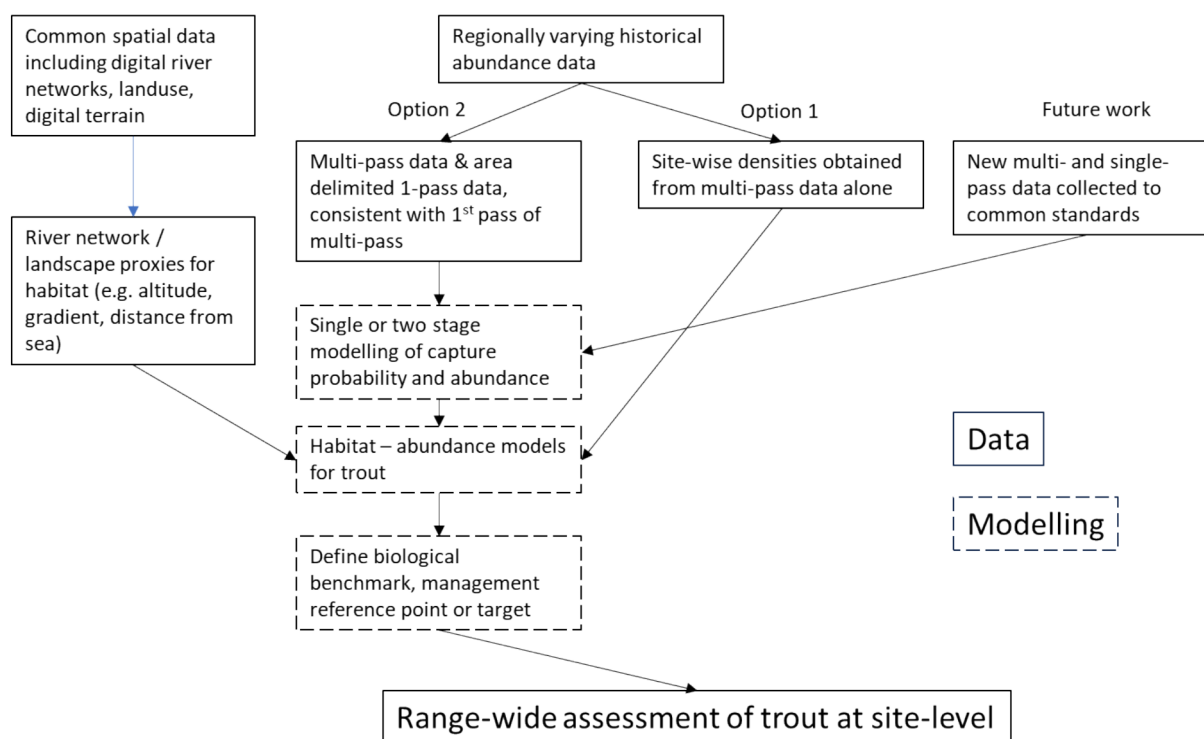 Common spatial data
including digital river
networks, landuse,
digital terrain
Regionally varying historical
abundance data
Option 2
Option 1
Future work
Multi-pass data & area
delimited 1-pass data,
consistent with 1st pass of
multi-pass
Site-wise densities obtained
from multi-pass data alone
New multi- and single-
pass data collected to
common standards
River network /
landscape proxies for
habitat (e.g. altitude,
gradient, distance from
sea)
Single or two stage
modelling of capture
probability and abundance
Habitat – abundance models
for trout
Data
Modelling
Define biological
benchmark, management
reference point or target
Range-wide assessment of trout at site-level